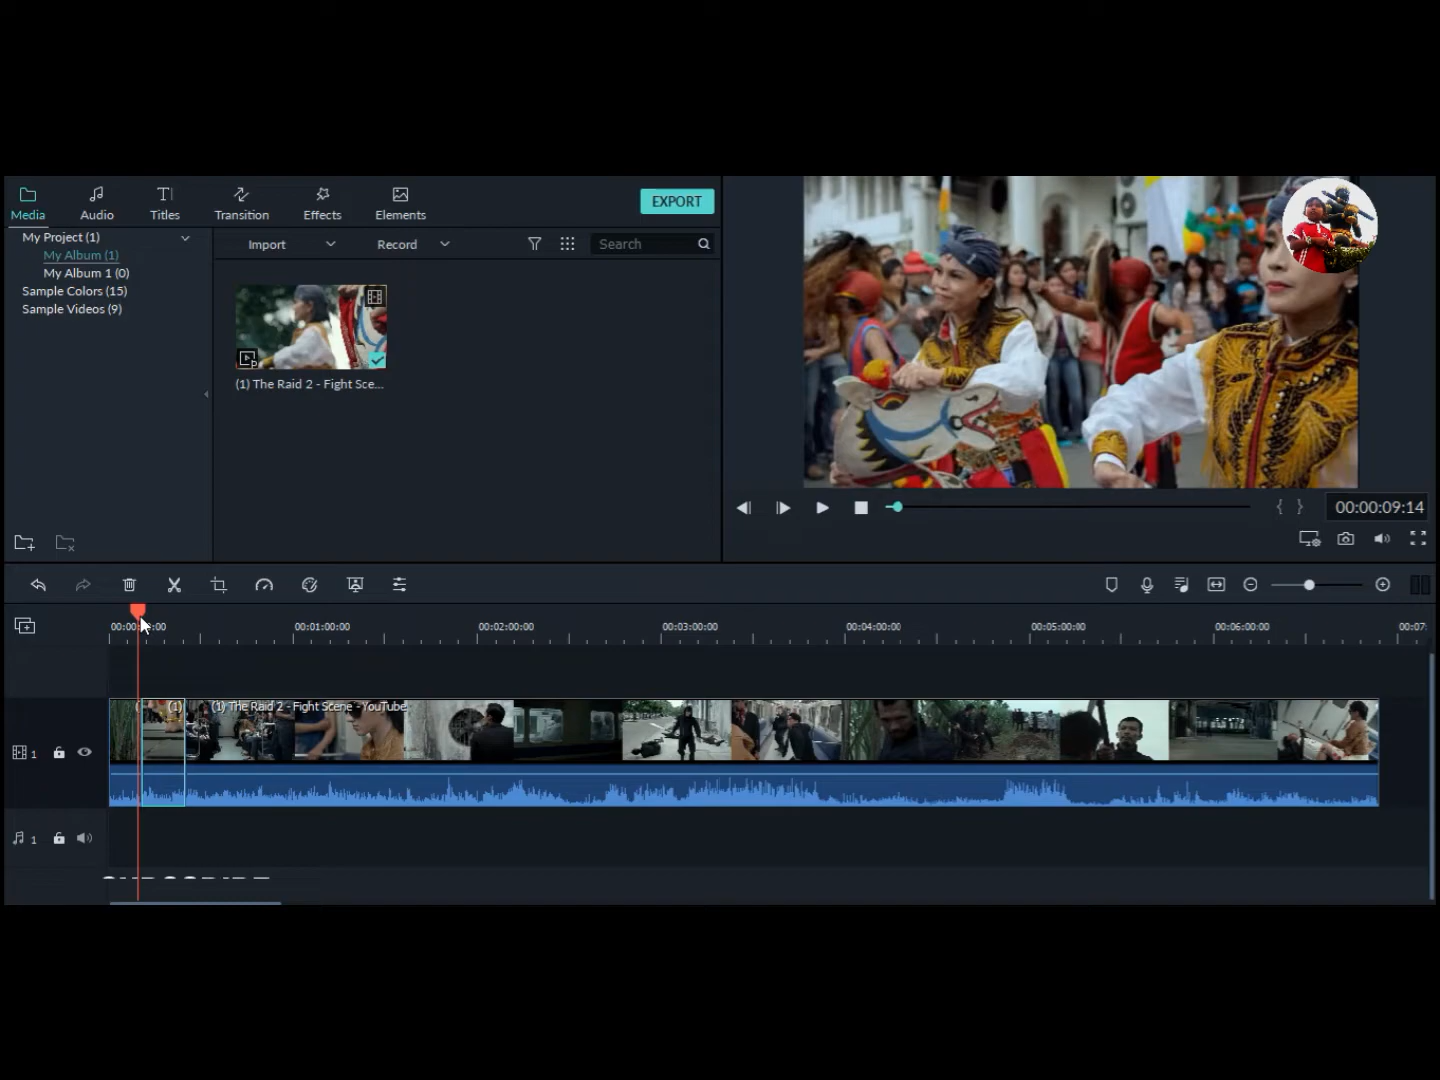 Media
Audio
Titles
Transition
Effects
Elements
EXPORT
My Project (1)
My Album (1)
My Album 1 (0)
Sample Colors (15)
Sample Videos (9)
Import
Record
Search
(1) The Raid 2 - Fight Sce...
00:00:09:14
00:01:00:00
00:02:00:00
00:03:00:00
00:04:00:00
00:05:00:00
00:06:00:00
(1)
(1) The Raid 2 - Fight Scene - YouTube
1
1